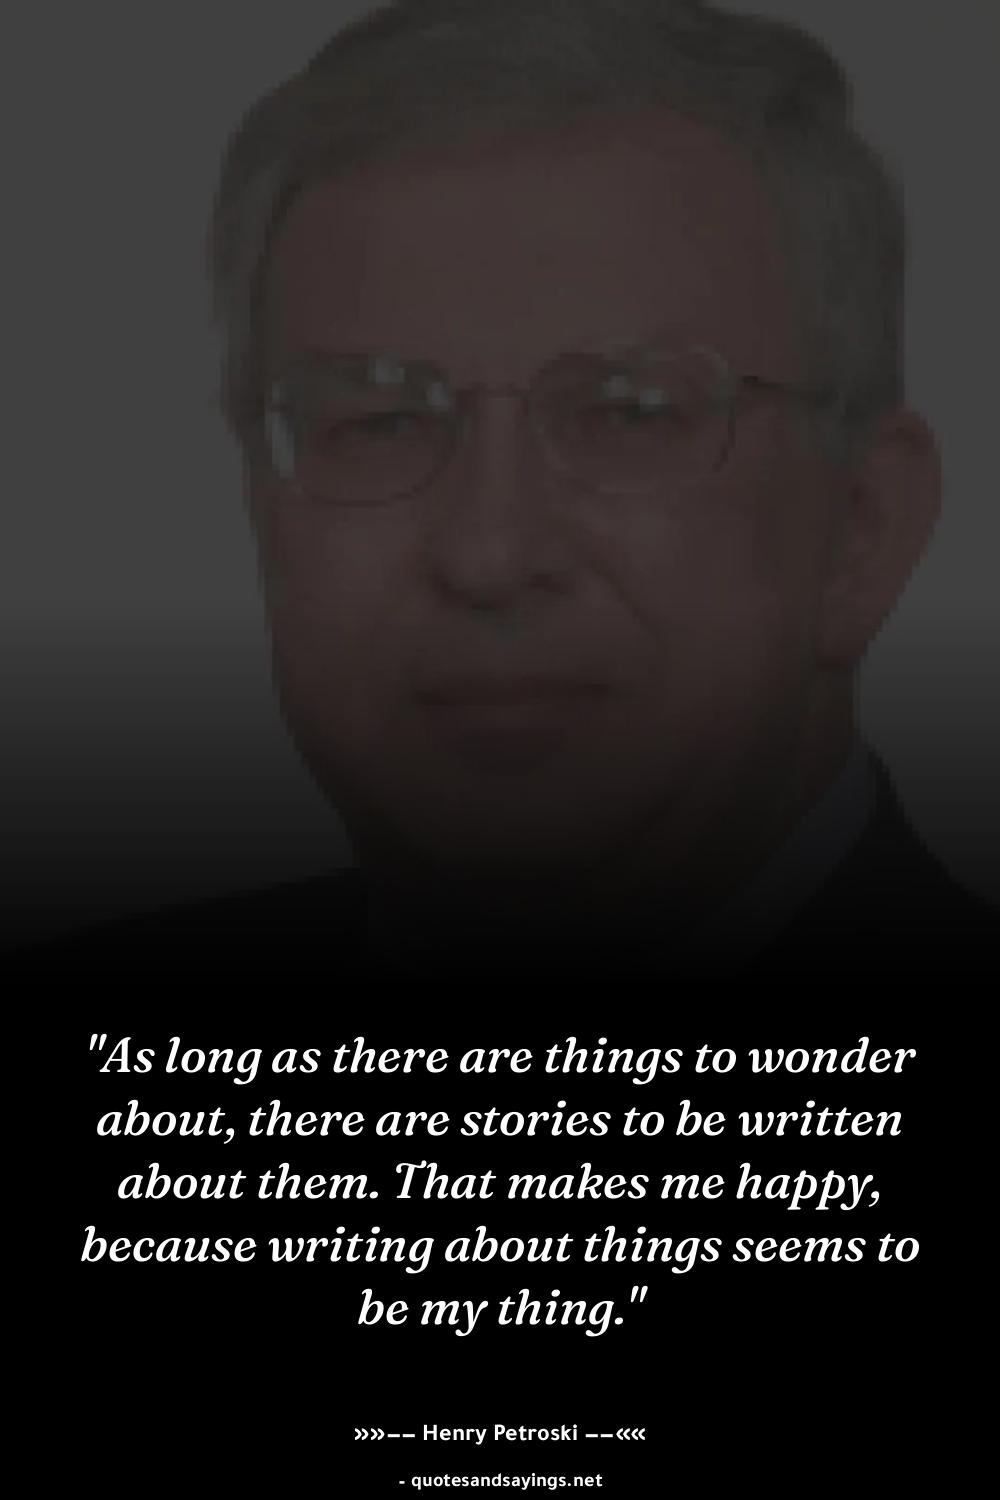 "As long as there are things to wonder
about, there are stories to be written
about them. That makes me happy,
because writing about things seems to
be my thing."
»»−− Henry Petroski −−««
- quotesandsayings.net